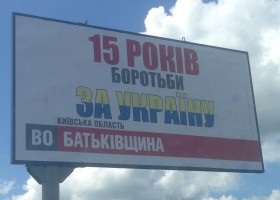 15 РОКІВ
БОРОТЬБИ
ЗА УКРАЇНУ
КИЇВСЬКА ОБЛАСТЬ
ВО БАТЬКІВЩИНА